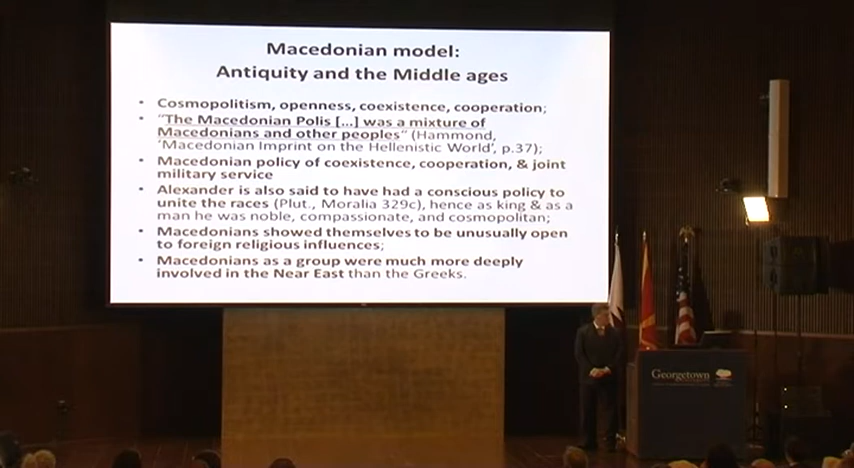 Macedonian model:
Antiquity and the Middle ages
• Cosmopolitism, openness, coexistence, cooperation;
• "The Macedonian Polis [...] was a mixture of
Macedonians and other peoples" (Hammond,
'Macedonian Imprint on the Hellenistic World', p.37);
• Macedonian policy of coexistence, cooperation, & joint
military service
• Alexander is also said to have had a conscious policy to
unite the races (Plut., Moralia 329c), hence as king & as a
man he was noble, compassionate, and cosmopolitan;
• Macedonians showed themselves to be unusually open
to foreign religious influences;
• Macedonians as a group were much more deeply
involved in the Near East than the Greeks.
Georgetown